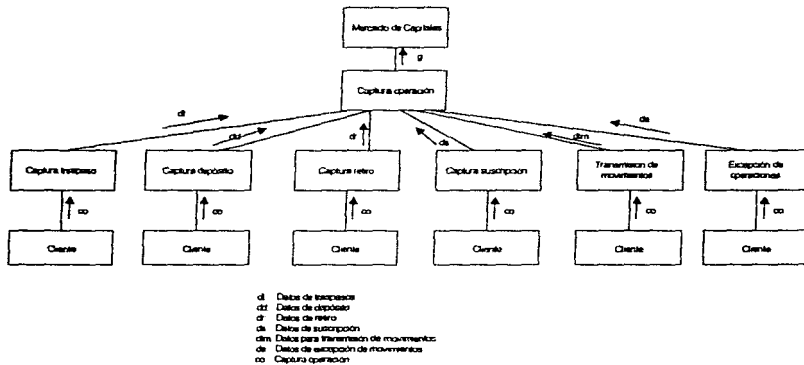 Mercado de Capitales
g
Captura operación
dt
dd
dr
ds
dtm
de
Captura traspaso
Captura depósito
Captura retiro
Captura suscripción
Transmisión de movimientos
Excepción de operaciones
co
co
co
co
co
co
Cliente
Cliente
Cliente
Cliente
Cliente
Cliente
dt Datos de traspasos
dd Datos de depósito
dr Datos de retiro
ds Datos de suscripción
dtm Datos para transmisión de movimientos
de Datos de excepción de movimientos
co Captura operación